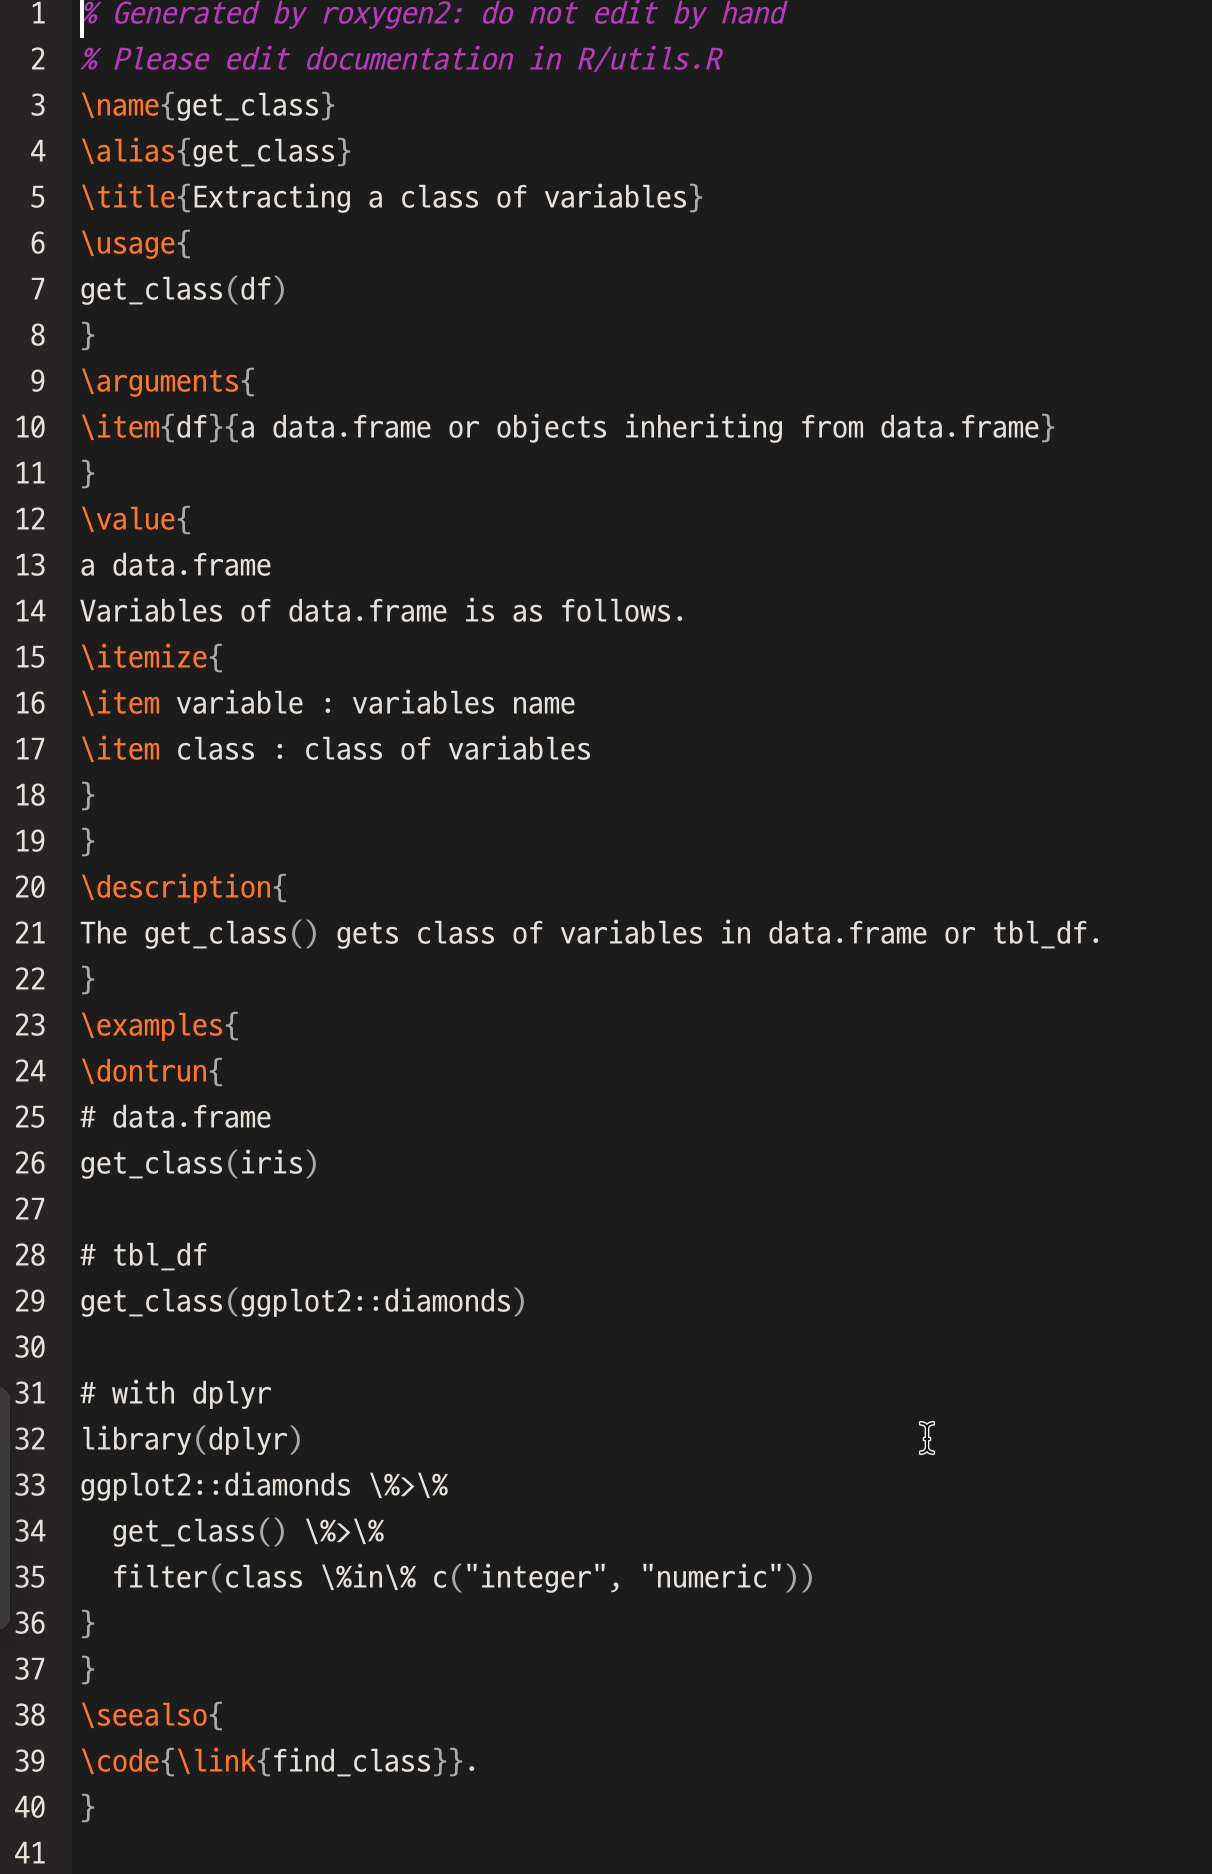 1 % Generated by roxygen2: do not edit by hand
2 % Please edit documentation in R/utils.R
3 \name{get_class}
4 \alias{get_class}
5 \title{Extracting a class of variables}
6 \usage{
7 get_class(df)
8 }
9 \arguments{
10 \item{df}{a data.frame or objects inheriting from data.frame}
11 }
12 \value{
13 a data.frame
14 Variables of data.frame is as follows.
15 \itemize{
16 \item variable : variables name
17 \item class : class of variables
18 }
19 }
20 \description{
21 The get_class() gets class of variables in data.frame or tbl_df.
22 }
23 \examples{
24 \dontrun{
25 # data.frame
26 get_class(iris)
27
28 # tbl_df
29 get_class(ggplot2::diamonds)
30
31 # with dplyr
32 library(dplyr)
33 ggplot2::diamonds \%>\%
34   get_class() \%>\%
35   filter(class \%in\% c("integer", "numeric"))
36 }
37 }
38 \seealso{
39 \code{\link{find_class}}.
40 }
41